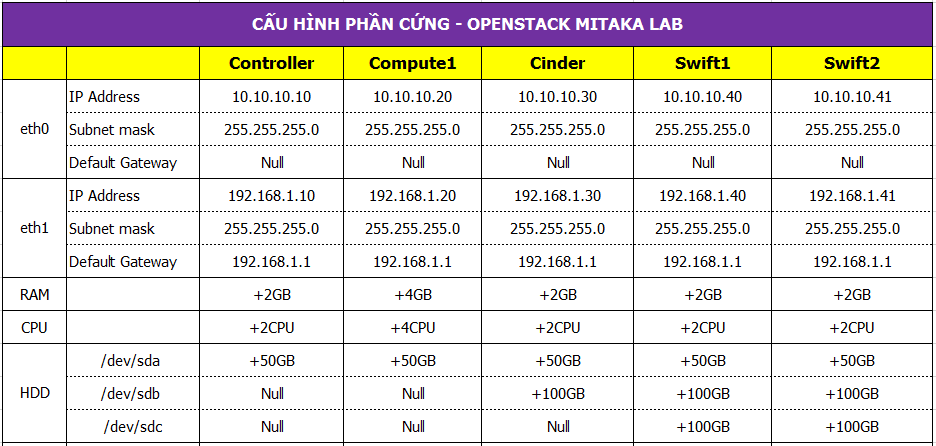 CẤU HÌNH PHẦN CỨNG - OPENSTACK MITAKA LAB
Controller Compute1 Cinder Swift1 Swift2
eth0
IP Address 10.10.10.10 10.10.10.20 10.10.10.30 10.10.10.40 10.10.10.41
Subnet mask 255.255.255.0 255.255.255.0 255.255.255.0 255.255.255.0 255.255.255.0
Default Gateway Null Null Null Null Null
eth1
IP Address 192.168.1.10 192.168.1.20 192.168.1.30 192.168.1.40 192.168.1.41
Subnet mask 255.255.255.0 255.255.255.0 255.255.255.0 255.255.255.0 255.255.255.0
Default Gateway 192.168.1.1 192.168.1.1 192.168.1.1 192.168.1.1 192.168.1.1
RAM +2GB +4GB +2GB +2GB +2GB
CPU +2CPU +4CPU +2CPU +2CPU +2CPU
HDD
/dev/sda +50GB +50GB +50GB +50GB +50GB
/dev/sdb Null Null +100GB +100GB +100GB
/dev/sdc Null Null Null +100GB +100GB